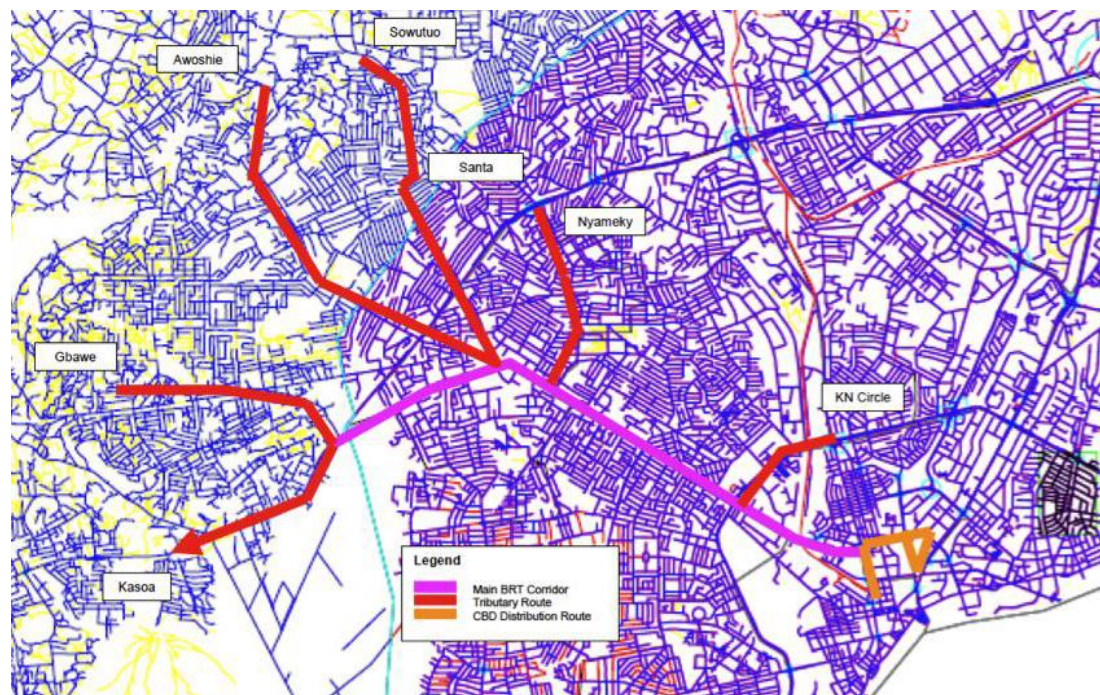 Sowutuo
Awoshie
Santa
Nyameky
Gbawe
KN Circle
Kasoa
Legend
Main BRT Corridor
Tributary Route
CBD Distribution Route